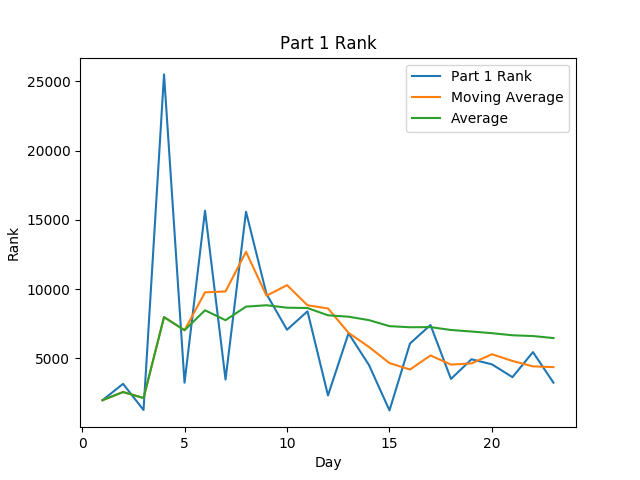 Part 1 Rank
Part 1 Rank
Moving Average
Average
25000
20000
15000
10000
5000
Rank
0 5 10 15 20
Day